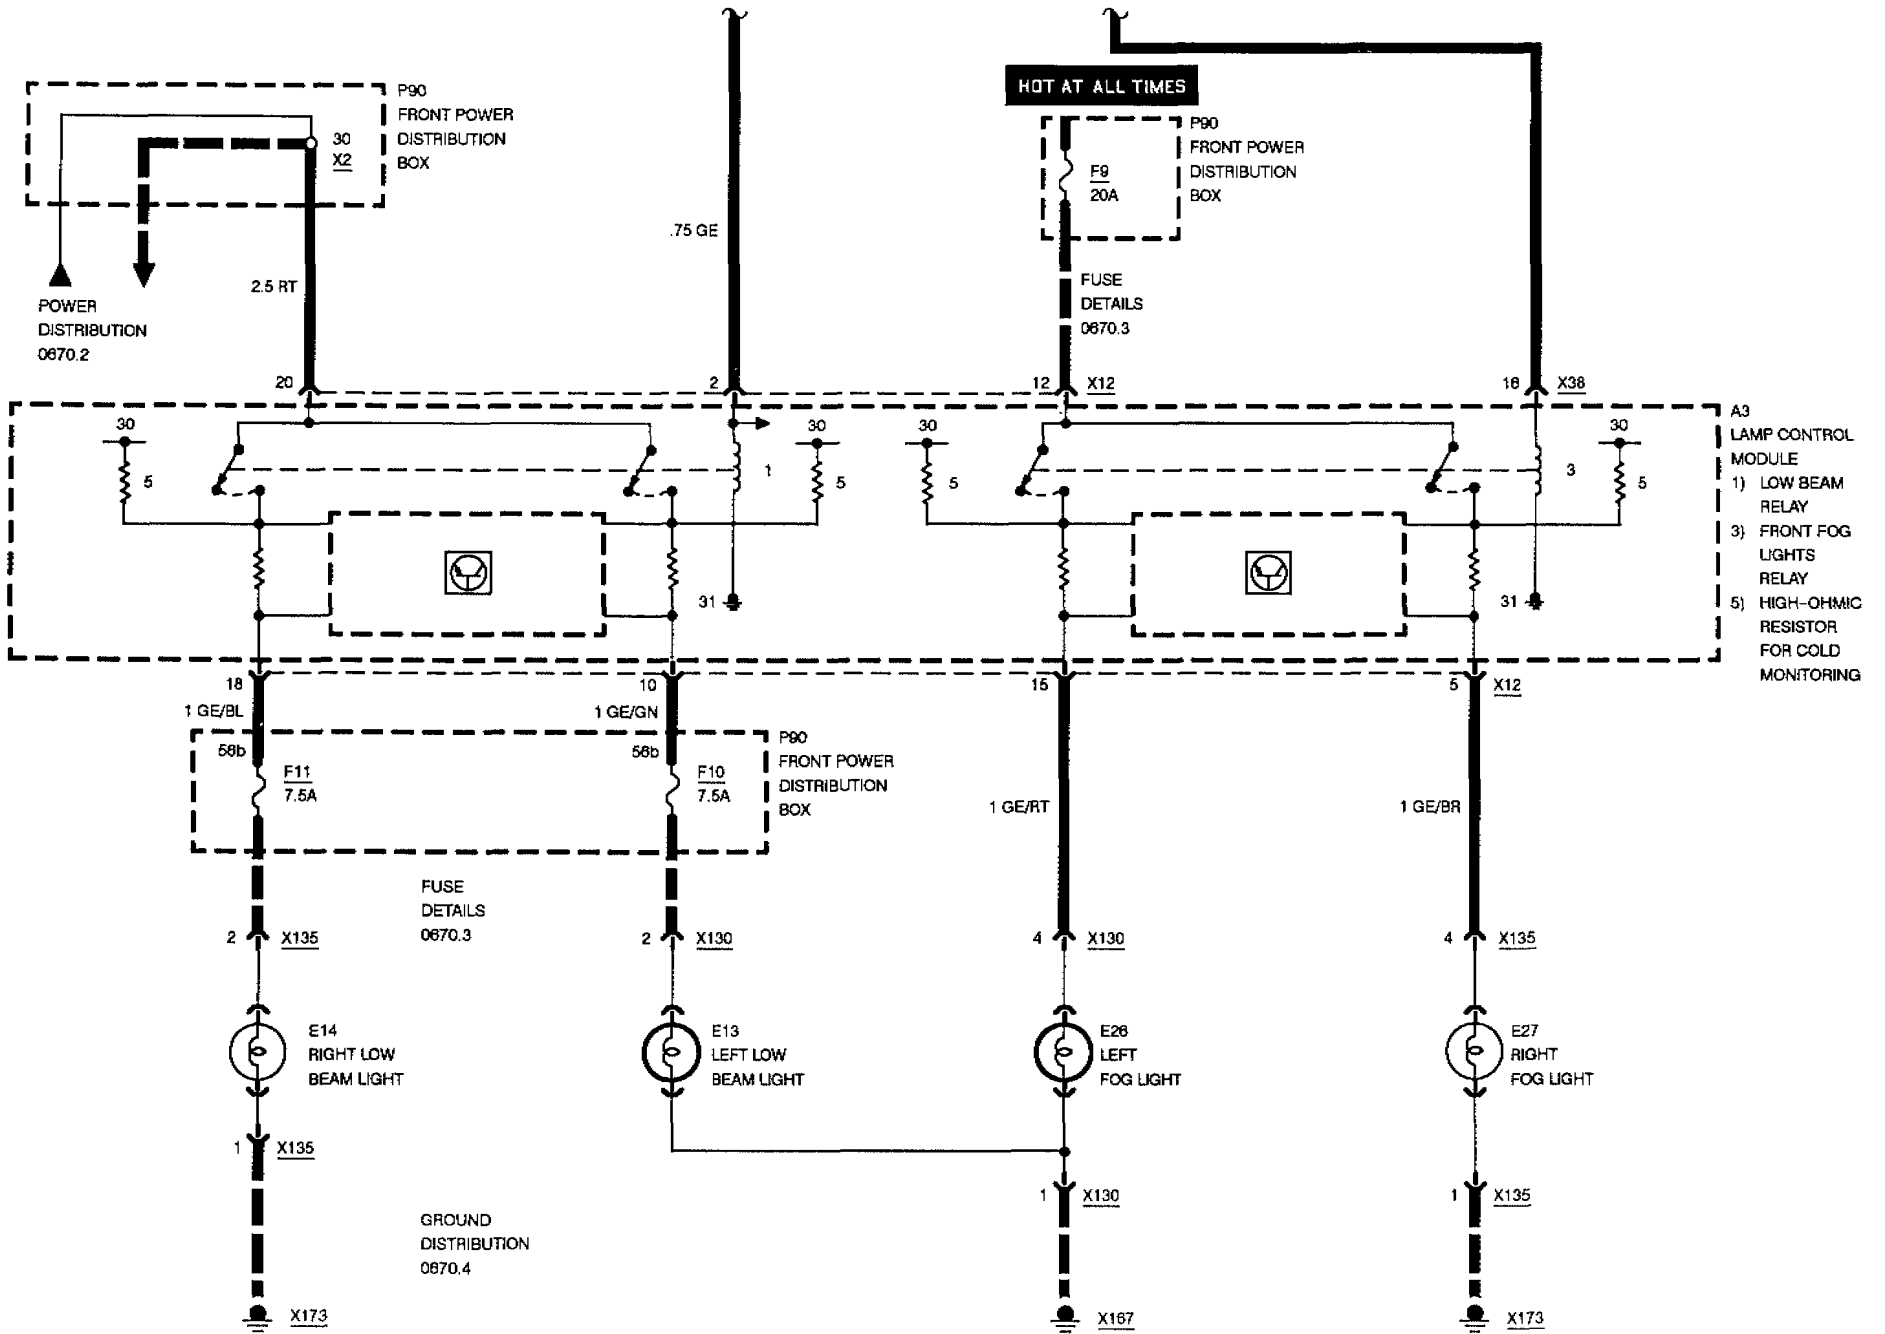 HOT AT ALL TIMES
P90
FRONT POWER
DISTRIBUTION
BOX
30
X2
P90
FRONT POWER
DISTRIBUTION
BOX
F9
20A
.75 GE
2.5 RT
FUSE
DETAILS
0670.3
POWER
DISTRIBUTION
0670.2
20
2
12
X12
16
X38
30
5
1
30
5
30
5
3
30
5
31
31
A3
LAMP CONTROL
MODULE
1) LOW BEAM
RELAY
3) FRONT FOG
LIGHTS
RELAY
5) HIGH-OHMIC
RESISTOR
FOR COLD
MONITORING
18
10
15
5
X12
1 GE/BL
1 GE/GN
56b
56b
F11
7.5A
F10
7.5A
P90
FRONT POWER
DISTRIBUTION
BOX
1 GE/RT
1 GE/BR
FUSE
DETAILS
0670.3
2
X135
2
X130
4
X130
4
X135
E14
RIGHT LOW
BEAM LIGHT
E13
LEFT LOW
BEAM LIGHT
E26
LEFT
FOG LIGHT
E27
RIGHT
FOG LIGHT
1
X135
1
X130
1
X135
GROUND
DISTRIBUTION
0670.4
X173
X167
X173